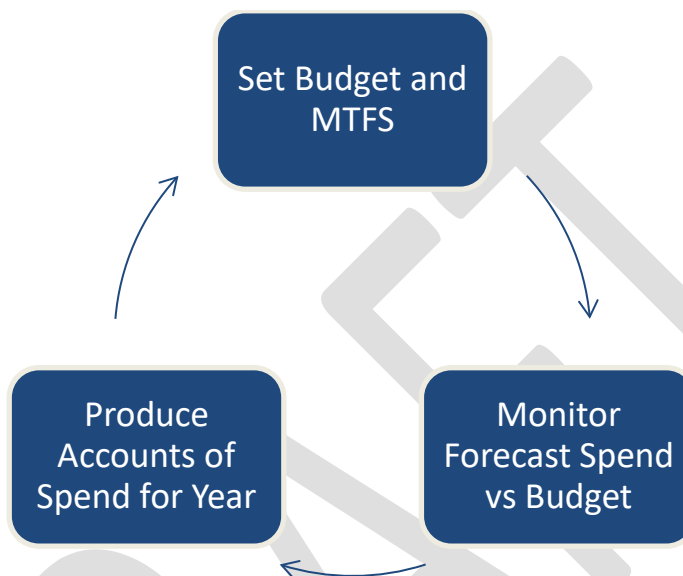 Set Budget and
MTFS
Monitor
Forecast Spend
vs Budget
Produce
Accounts of
Spend for Year